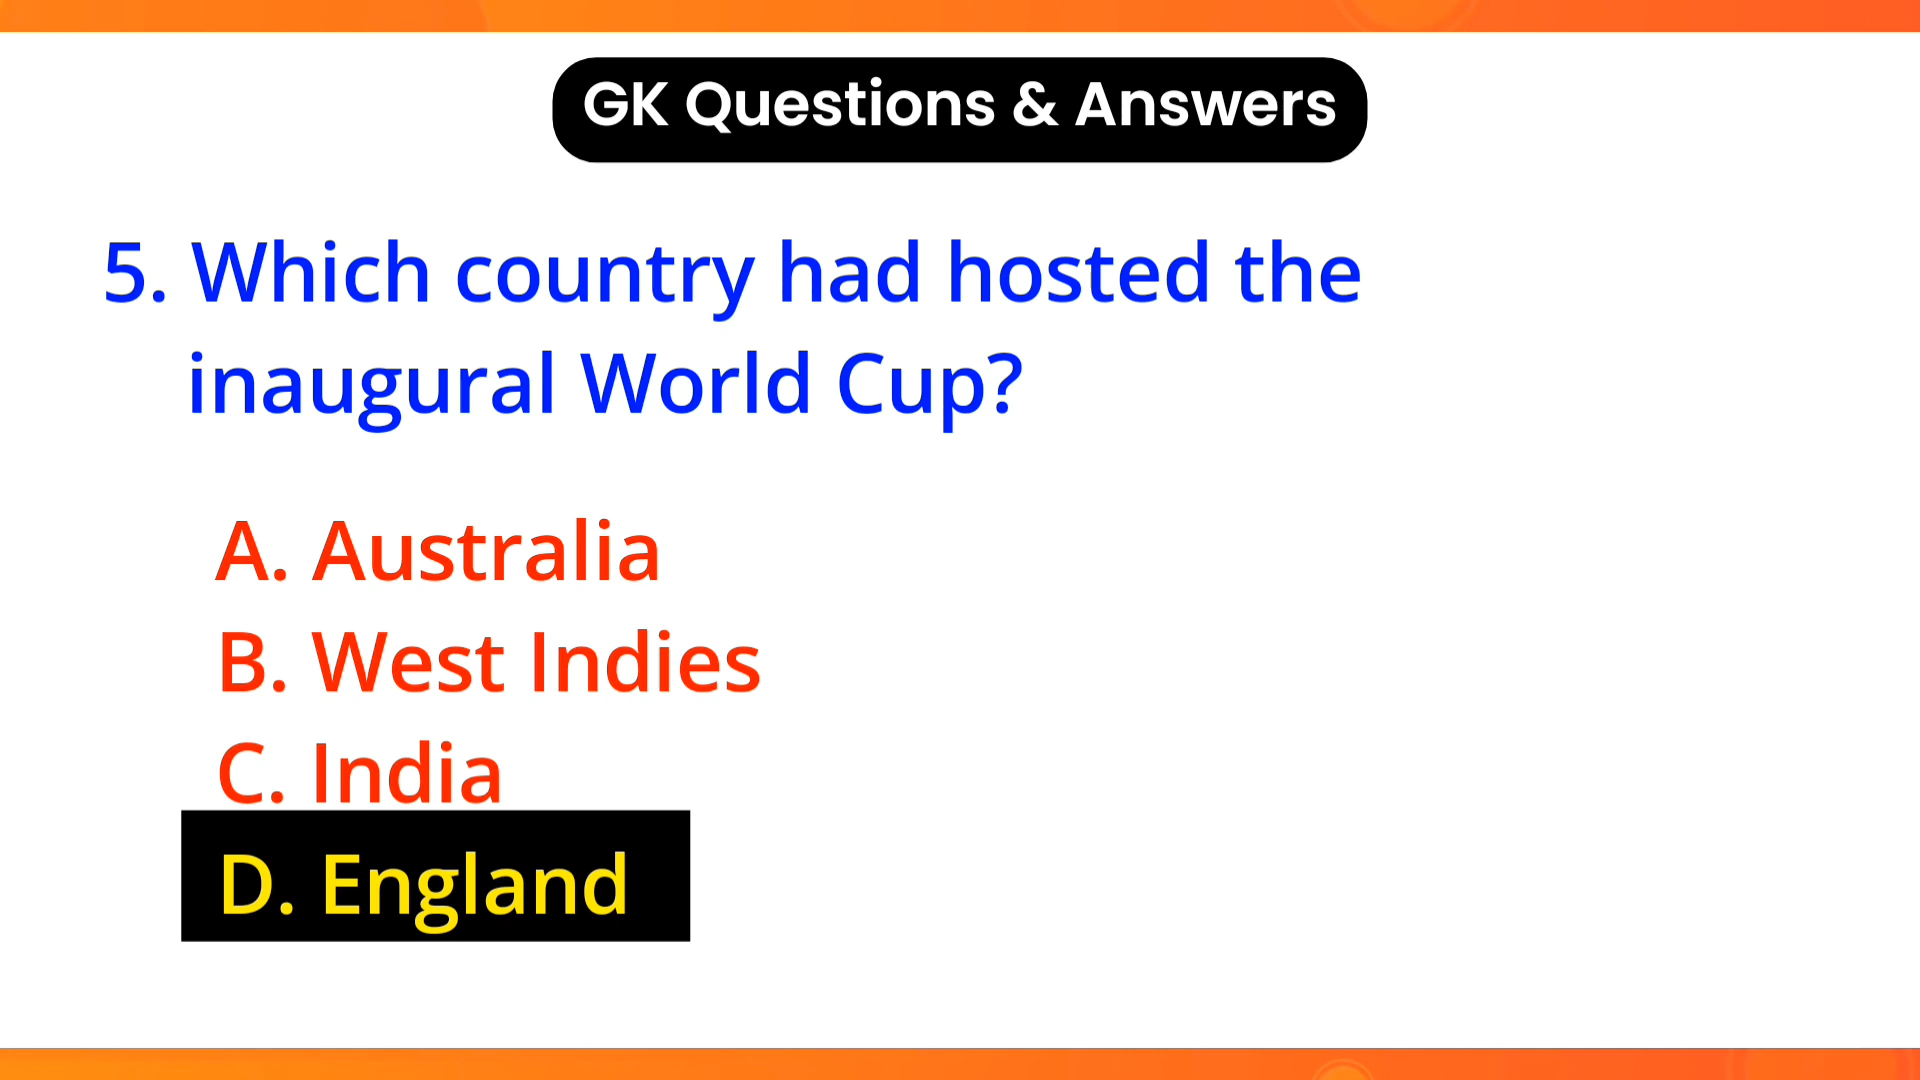 GK Questions & Answers
5. Which country had hosted the
inaugural World Cup?
A. Australia
B. West Indies
C. India
D. England